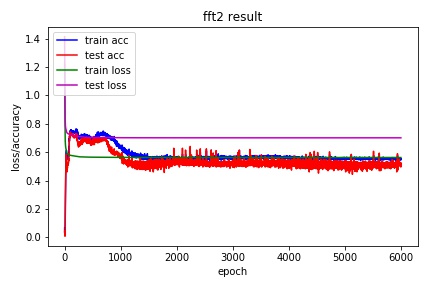 fft2 result
train acc
test acc
train loss
test loss
loss/accuracy
1.4
1.2
1.0
0.8
0.6
0.4
0.2
0.0
0 1000 2000 3000 4000 5000 6000
epoch